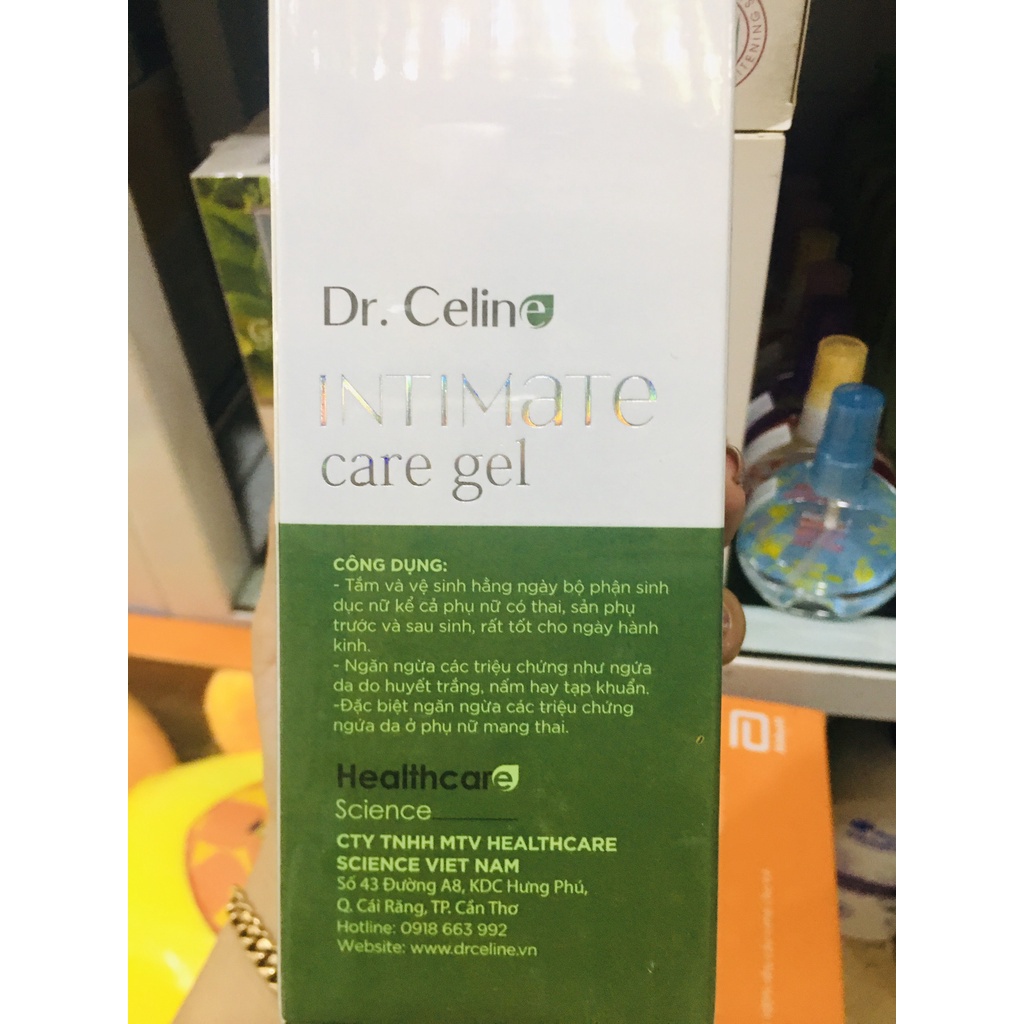 Dr. Celine
INTIMATE
care gel
CÔNG DỤNG:
- Tắm và vệ sinh hằng ngày bộ phận sinh
dục nữ kể cả phụ nữ có thai, sản phụ
trước và sau sinh, rất tốt cho ngày hành
kinh.
- Ngăn ngừa các triệu chứng như ngứa
da do huyết trắng, nấm hay tạp khuẩn.
-Đặc biệt ngăn ngừa các triệu chứng
ngứa da ở phụ nữ mang thai.
Healthcare
Science
CTY TNHH MTV HEALTHCARE
SCIENCE VIET NAM
Số 43 Đường A8, KDC Hưng Phú,
Q. Cái Răng, TP. Cần Thơ
Hotline: 0918 663 992
Website: www.drceline.vn
Abbott